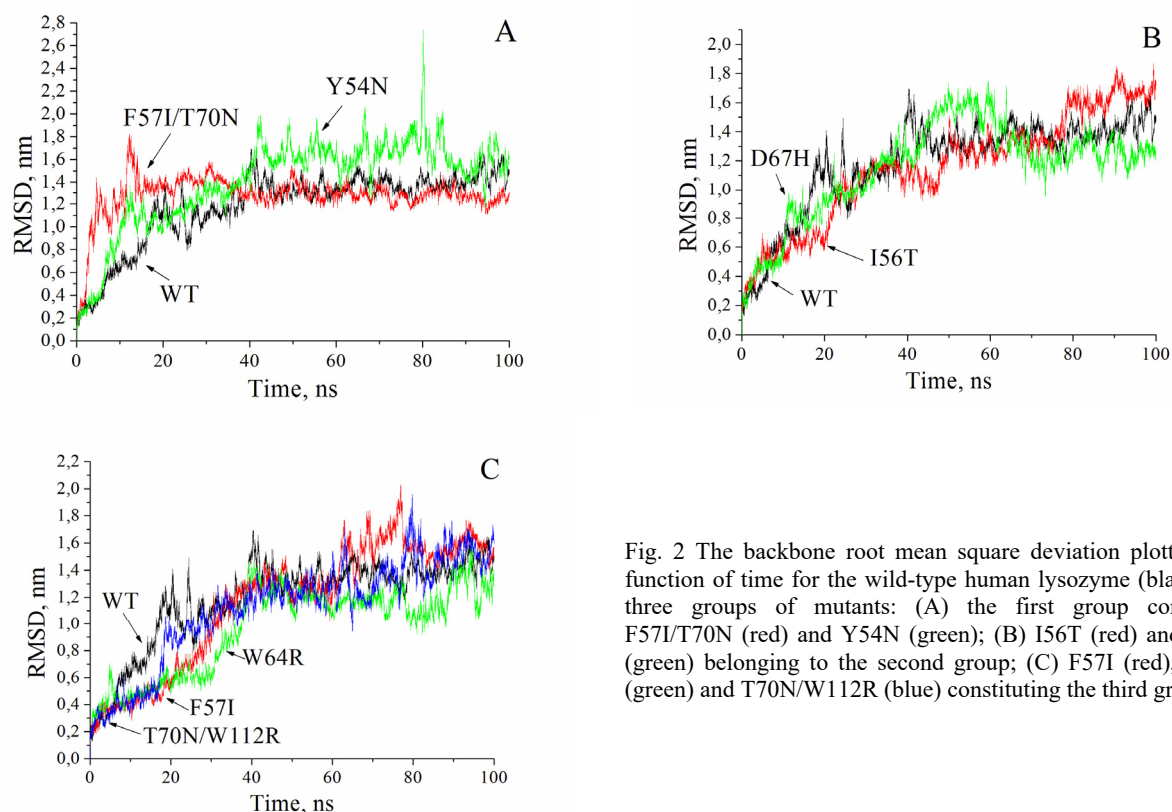 A
2,8
2,6
2,4
2,2
2,0
1,8
1,6
1,4
1,2
1,0
0,8
0,6
0,4
0,2
0,0
RMSD, nm
F57I/T70N
Y54N
WT
0 20 40 60 80 100
Time, ns
B
2,0
1,8
1,6
1,4
1,2
1,0
0,8
0,6
0,4
0,2
0,0
RMSD, nm
D67H
I56T
WT
0 20 40 60 80 100
Time, ns
C
2,2
2,0
1,8
1,6
1,4
1,2
1,0
0,8
0,6
0,4
0,2
0,0
RMSD, nm
WT
W64R
F57I
T70N/W112R
0 20 40 60 80 100
Time, ns
Fig. 2 The backbone root mean square deviation plott
function of time for the wild-type human lysozyme (bla
three groups of mutants: (A) the first group co
F57I/T70N (red) and Y54N (green); (B) I56T (red) and
(green) belonging to the second group; (C) F57I (red);
(green) and T70N/W112R (blue) constituting the third gr